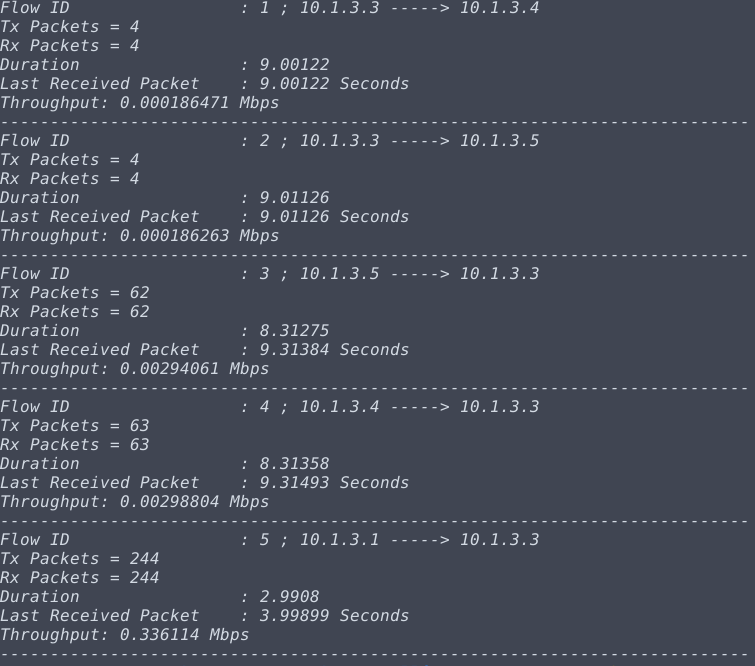 Flow ID                 : 1 ; 10.1.3.3 -----> 10.1.3.4
Tx Packets = 4
Rx Packets = 4
Duration                : 9.00122
Last Received Packet    : 9.00122 Seconds
Throughput: 0.000186471 Mbps
---------------------------------------------------------------------------
Flow ID                 : 2 ; 10.1.3.3 -----> 10.1.3.5
Tx Packets = 4
Rx Packets = 4
Duration                : 9.01126
Last Received Packet    : 9.01126 Seconds
Throughput: 0.000186263 Mbps
---------------------------------------------------------------------------
Flow ID                 : 3 ; 10.1.3.5 -----> 10.1.3.3
Tx Packets = 62
Rx Packets = 62
Duration                : 8.31275
Last Received Packet    : 9.31384 Seconds
Throughput: 0.00294061 Mbps
---------------------------------------------------------------------------
Flow ID                 : 4 ; 10.1.3.4 -----> 10.1.3.3
Tx Packets = 63
Rx Packets = 63
Duration                : 8.31358
Last Received Packet    : 9.31493 Seconds
Throughput: 0.00298804 Mbps
---------------------------------------------------------------------------
Flow ID                 : 5 ; 10.1.3.1 -----> 10.1.3.3
Tx Packets = 244
Rx Packets = 244
Duration                : 2.9908
Last Received Packet    : 3.99899 Seconds
Throughput: 0.336114 Mbps
---------------------------------------------------------------------------